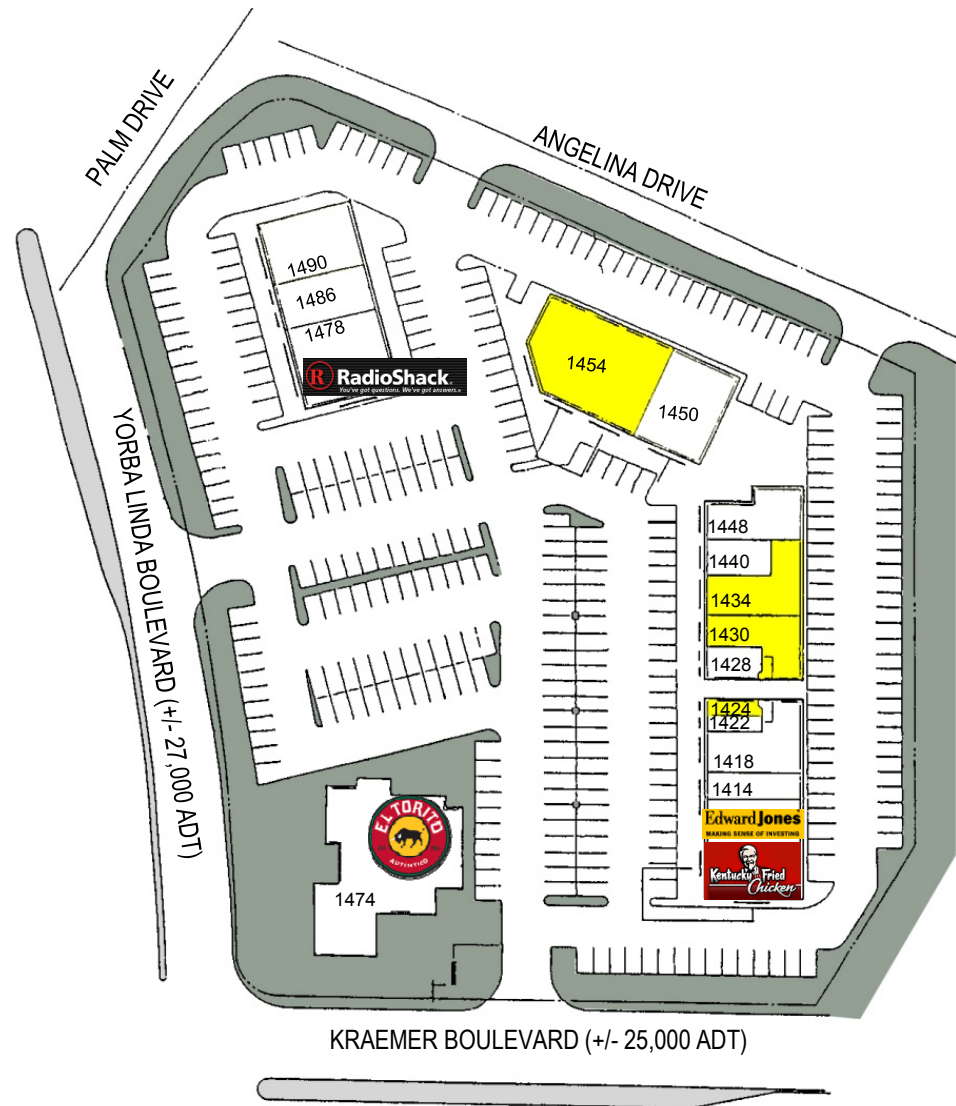 PALM DRIVE
ANGELINA DRIVE
1490
1486
1478
R RadioShack.
You've got questions. We've got answers.®
1454
1450
YORBA LINDA BOULEVARD (+/- 27,000 ADT)
1448
1440
1434
1430
1428
1424
1422
1418
1414
Edward Jones
MAKING SENSE OF INVESTING
EL TORITO
AUTENTICO
Kentucky Fried
Chicken
1474
KRAEMER BOULEVARD (+/- 25,000 ADT)